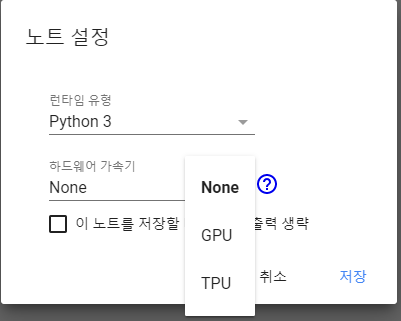 노트 설정
런타임 유형
Python 3
하드웨어 가속기
None
None
GPU
TPU
이 노트를 저장할 출력 생략
취소 저장